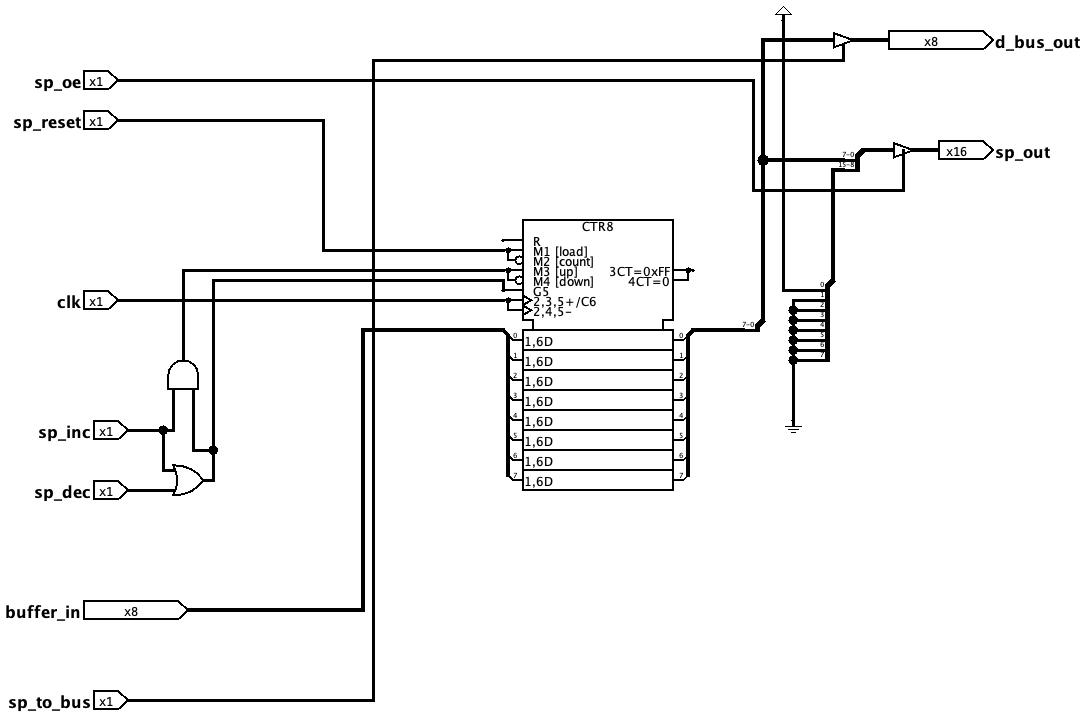 x8 d_bus_out
sp_oe x1
sp_reset x1
7-0
15-8
x16 sp_out
CTR8
R
M1 [load]
M2 [count]
M3 [up]
3CT=0xFF
M4 [down]
4CT=0
G5
clk x1
2,3,5+/C6
2,4,5-
7-0
0
1
2
3
4
5
6
7
0 1,6D 0
1 1,6D 1
2 1,6D 2
3 1,6D 3
4 1,6D 4
5 1,6D 5
6 1,6D 6
7 1,6D 7
sp_inc x1
sp_dec x1
buffer_in x8
sp_to_bus x1